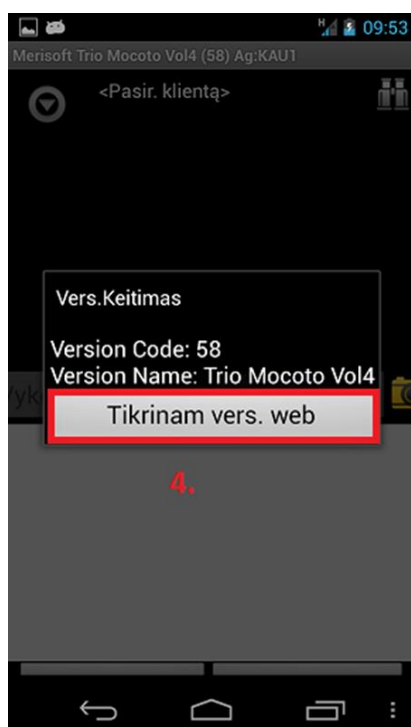 H 09:53
Merisoft Trio Mocoto Vol4 (58) Ag:KAU1
<Pasir. klientą>
Vers.Keitimas
Version Code: 58
Version Name: Trio Mocoto Vol4
Tikrinam vers. web
4.